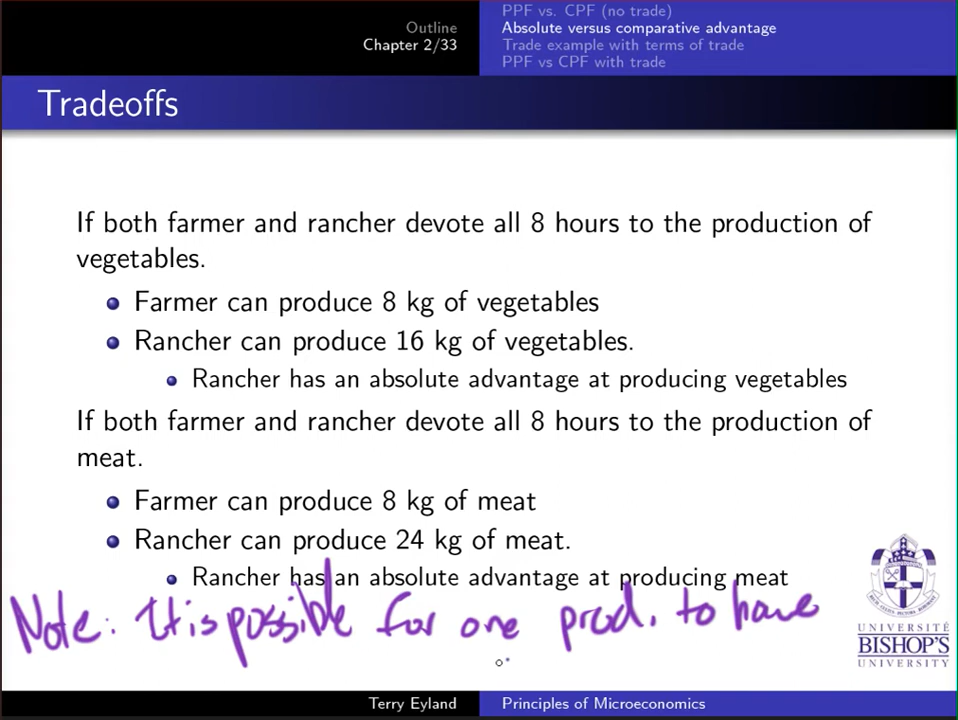 Outline
Chapter 2/33
PPF vs. CPF (no trade)
Absolute versus comparative advantage
Trade example with terms of trade
PPF vs CPF with trade
Tradeoffs
If both farmer and rancher devote all 8 hours to the production of
vegetables.
Farmer can produce 8 kg of vegetables
Rancher can produce 16 kg of vegetables.
Rancher has an absolute advantage at producing vegetables
If both farmer and rancher devote all 8 hours to the production of
meat.
Farmer can produce 8 kg of meat
Rancher can produce 24 kg of meat.
Rancher has an absolute advantage at producing meat
Note: It is possible for one prod. to have
UNIVERSITÉ
BISHOP'S
UNIVERSITY
Terry Eyland
Principles of Microeconomics